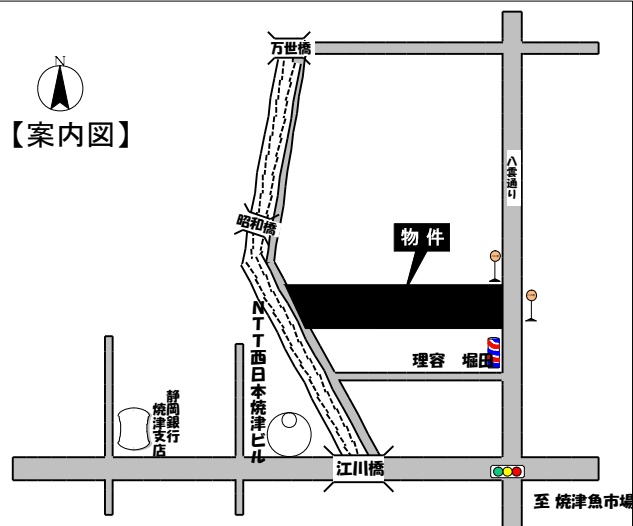 万世橋
N
【案内図】
八雲通り
昭和橋
物件
NTT西日本焼津ビル
理容 堀田
静岡銀行
焼津支店
江川橋
至 焼津魚市場